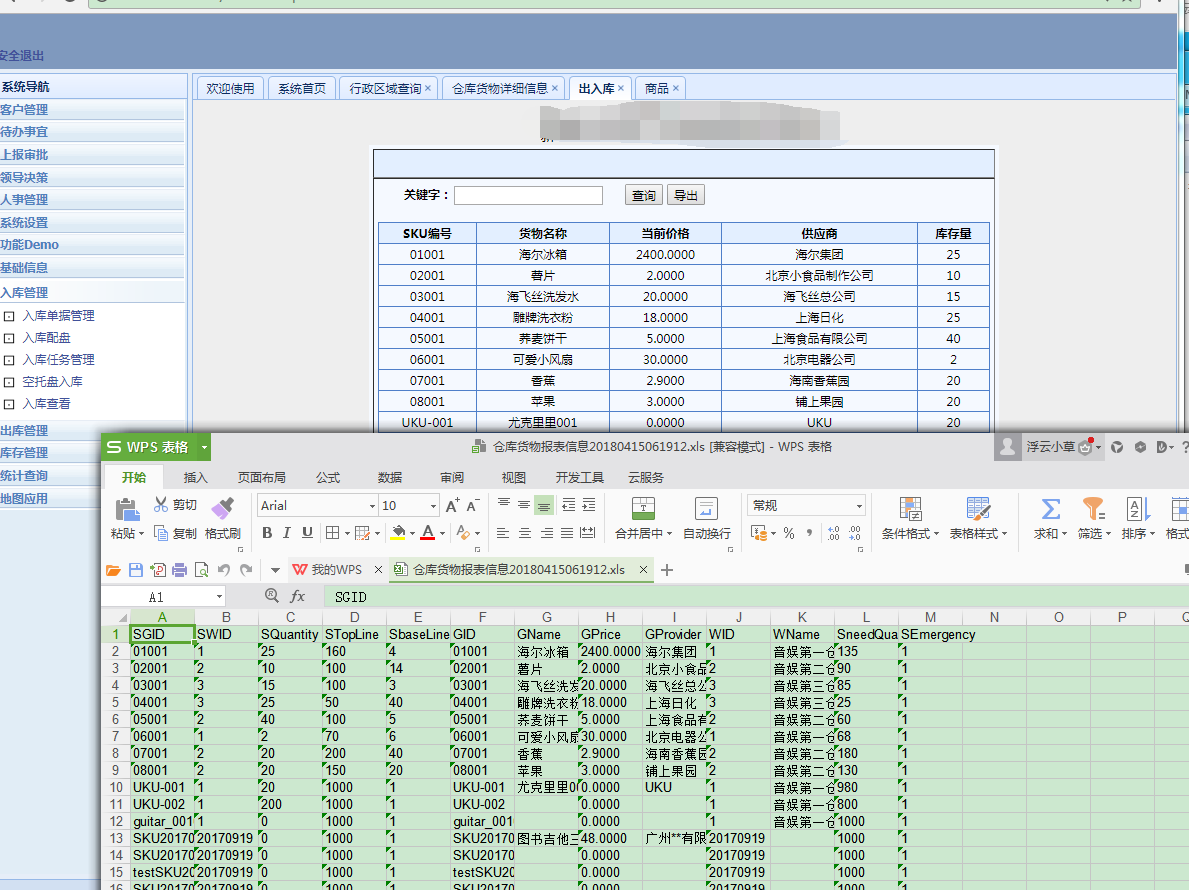 安全退出
系统导航
客户管理
待办事宜
上报审批
领导决策
人事管理
系统设置
功能Demo
基础信息
入库管理
入库单据管理
入库配盘
入库任务管理
空托盘入库
入库查看
出库管理
库存管理
统计查询
地图应用
欢迎使用 系统首页 行政区域查询× 仓库货物详细信息× 出入库× 商品×
关键字： 查询 导出
SKU编号 货物名称 当前价格 供应商 库存量
01001 海尔冰箱 2400.0000 海尔集团 25
02001 薯片 2.0000 北京小食品制作公司 10
03001 海飞丝洗发水 20.0000 海飞丝总公司 15
04001 雕牌洗衣粉 18.0000 上海日化 25
05001 荞麦饼干 5.0000 上海食品有限公司 40
06001 可爱小风扇 30.0000 北京电器公司 2
07001 香蕉 2.9000 海南香蕉园 20
08001 苹果 3.0000 铺上果园 20
UKU-001 尤克里里001 0.0000 UKU 20
WPS 表格 仓库货物报表信息20180415061912.xls [兼容模式] - WPS 表格 浮云小草
开始 插入 页面布局 公式 数据 审阅 视图 开发工具 云服务
粘贴 剪切 复制 格式刷 Arial 10 A+ A- B I U A 合并居中 自动换行 常规 % 条件格式 表格样式 求和 筛选 排序 格式
我的WPS × 仓库货物报表信息20180415061912.xls × +
A1 fx SGID
A B C D E F G H I J K L M N O P Q
1 SGID SWID SQuantity STopLine SbaseLine GID GName GPrice GProvider WID WName SneedQua SEmergency
2 01001 1 25 160 4 01001 海尔冰箱 2400.0000 海尔集团 1 音娱第一仓 135 1
3 02001 2 10 100 14 02001 薯片 2.0000 北京小食品 2 音娱第二仓 90 1
4 03001 3 15 100 3 03001 海飞丝洗发 20.0000 海飞丝总公 3 音娱第三仓 85 1
5 04001 3 25 50 40 04001 雕牌洗衣粉 18.0000 上海日化 3 音娱第三仓 25 1
6 05001 2 40 100 5 05001 荞麦饼干 5.0000 上海食品有 2 音娱第二仓 60 1
7 06001 1 2 70 6 06001 可爱小风扇 30.0000 北京电器公 1 音娱第一仓 68 1
8 07001 2 20 200 40 07001 香蕉 2.9000 海南香蕉园 2 音娱第二仓 180 1
9 08001 2 20 150 20 08001 苹果 3.0000 铺上果园 2 音娱第二仓 130 1
10 UKU-001 1 20 1000 1 UKU-001 尤克里里00 0.0000 UKU 1 音娱第一仓 980 1
11 UKU-002 1 200 1000 1 UKU-002 0.0000 1 音娱第一仓 800 1
12 guitar_001 1 0 1000 1 guitar_001 0.0000 1 音娱第一仓 1000 1
13 SKU20170 20170919 0 1000 1 SKU20170 图书吉他三 48.0000 广州**有限 20170919 1000 1
14 SKU20170 20170919 0 1000 1 SKU20170 0.0000 20170919 1000 1
15 testSKU20 20170919 0 1000 1 testSKU20 0.0000 20170919 1000 1
16 SKU20170 20170919 0 1000 1 SKU20170 0.0000 20170919 1000 1